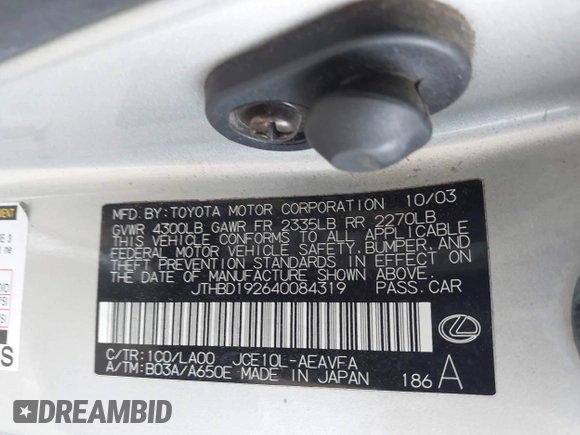 MFD. BY: TOYOTA MOTOR CORPORATION 10/03
GVWR 4300LB GAWR FR 2335LB RR 2270LB
THIS VEHICLE CONFORMS TO ALL APPLICABLE
FEDERAL MOTOR VEHICLE SAFETY, BUMPER, AND
THEFT PREVENTION STANDARDS IN EFFECT ON
THE DATE OF MANUFACTURE SHOWN ABOVE.
JTHBD192640084319 PASS. CAR
C/TR: 1C0/LA00 JCE10L-AEAVFA
A/TM: B03A/A650E MADE IN JAPAN
186 A
DREAMBID